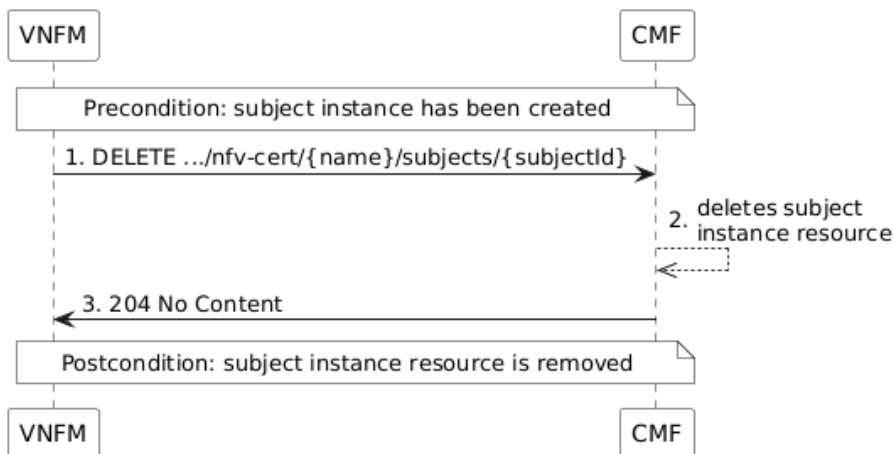 VNFM
CMF
Precondition: subject instance has been created
1. DELETE .../nfv-cert/{name}/subjects/{subjectId}
2. deletes subject
instance resource
3. 204 No Content
Postcondition: subject instance resource is removed
VNFM
CMF